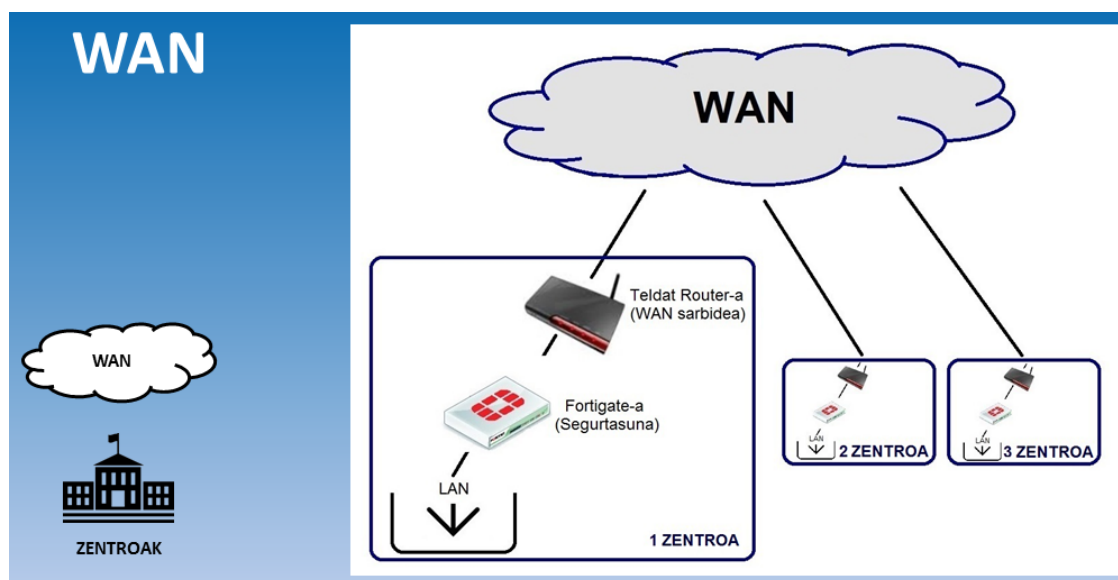 WAN
WAN
ZENTROAK
WAN
Teldat Router-a
(WAN sarbidea)
Fortigate-a
(Segurtasuna)
LAN
1 ZENTROA
LAN
2 ZENTROA
LAN
3 ZENTROA